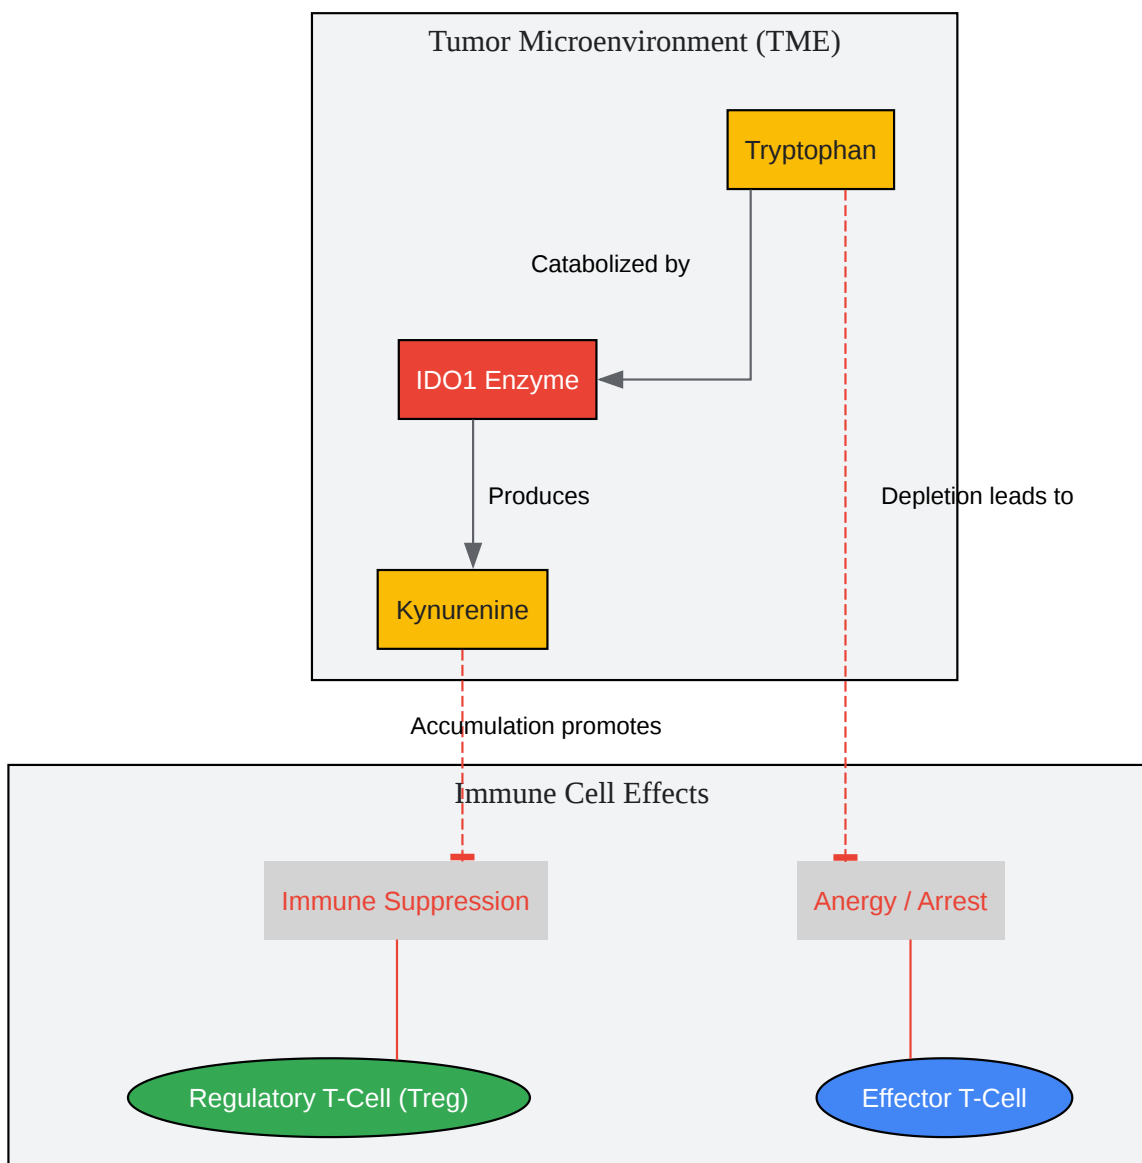 Tumor Microenvironment (TME)
Tryptophan
Catabolized by
IDO1 Enzyme
Produces
Depletion leads to
Kynurenine
Accumulation promotes
Immune Cell Effects
Immune Suppression
Anergy / Arrest
Regulatory T-Cell (Treg)
Effector T-Cell